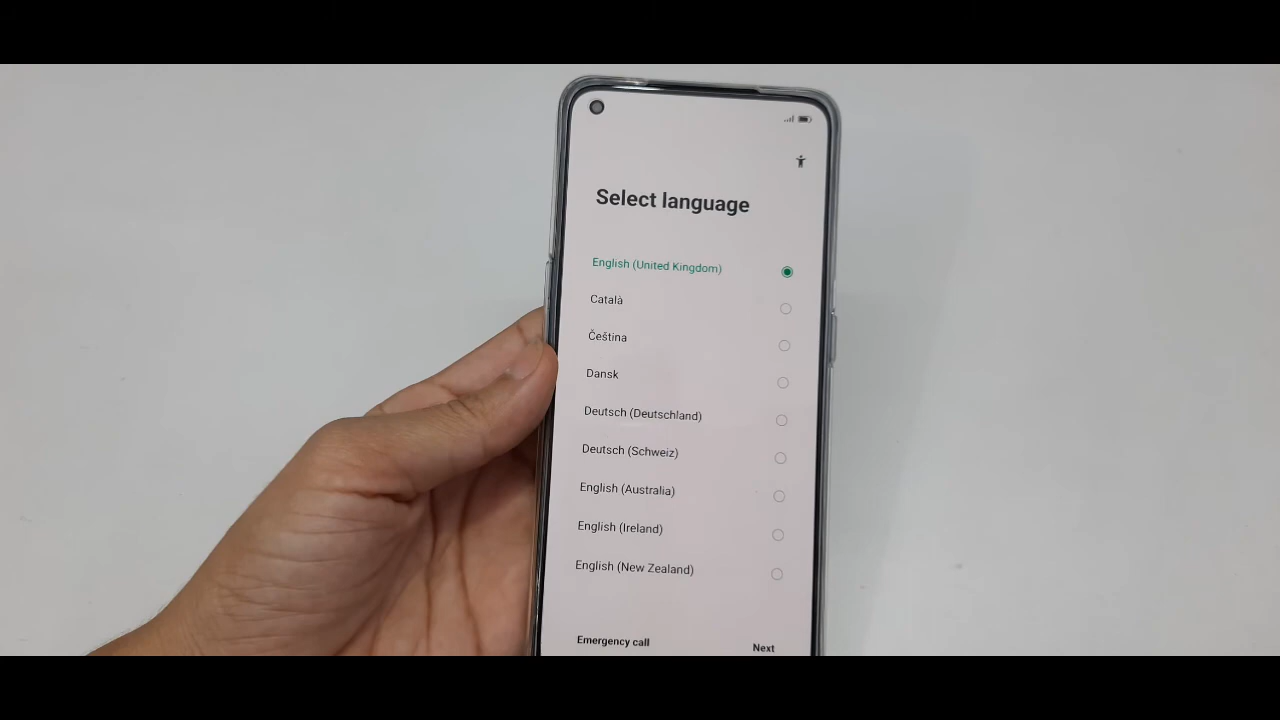 Select language
English (United Kingdom)
Català
Čeština
Dansk
Deutsch (Deutschland)
Deutsch (Schweiz)
English (Australia)
English (Ireland)
English (New Zealand)
Emergency call Next